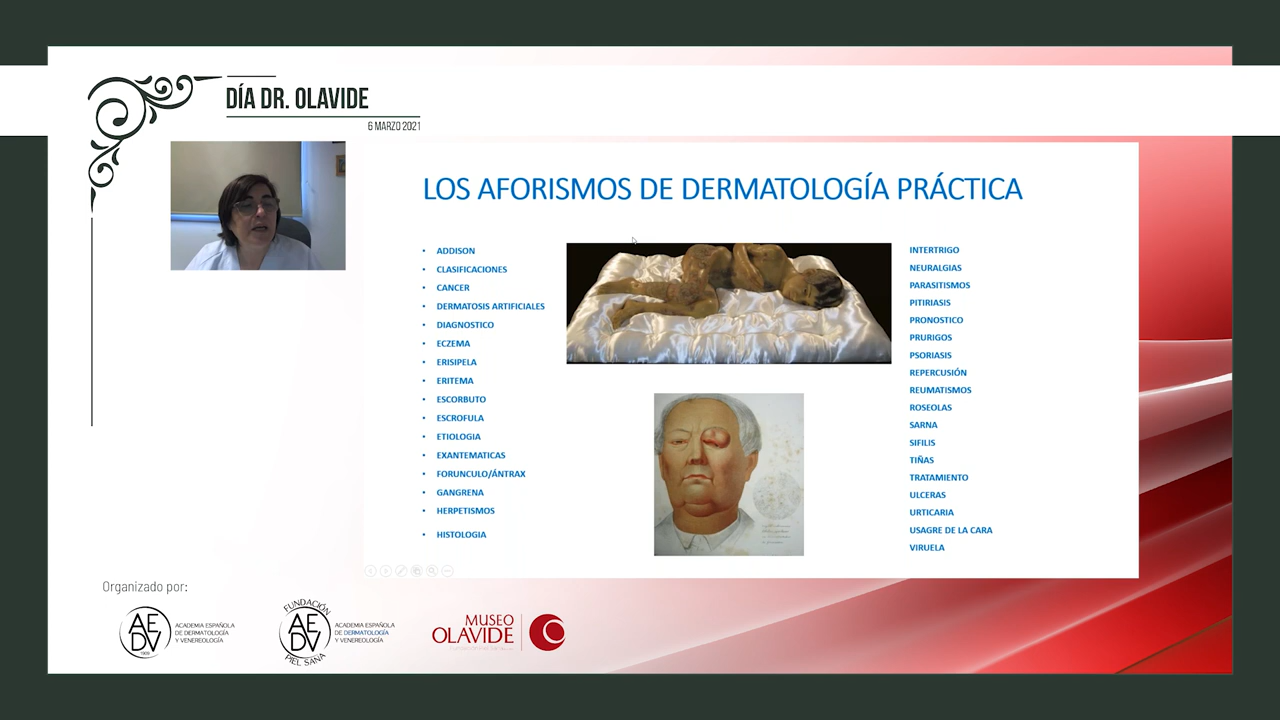 DÍA DR. OLAVIDE
6 MARZO 2021
LOS AFORISMOS DE DERMATOLOGÍA PRÁCTICA
• ADDISON
• CLASIFICACIONES
• CANCER
• DERMATOSIS ARTIFICIALES
• DIAGNOSTICO
• ECZEMA
• ERISIPELA
• ERITEMA
• ESCORBUTO
• ESCROFULA
• ETIOLOGIA
• EXANTEMATICAS
• FORUNCULO/ÁNTRAX
• GANGRENA
• HERPETISMOS
• HISTOLOGIA
INTERTRIGO
NEURALGIAS
PARASITISMOS
PITIRIASIS
PRONOSTICO
PRURIGOS
PSORIASIS
REPERCUSIÓN
REUMATISMOS
ROSEOLAS
SARNA
SIFILIS
TIÑAS
TRATAMIENTO
ULCERAS
URTICARIA
USAGRE DE LA CARA
VIRUELA
Organizado por:
AEDV
1909
ACADEMIA ESPAÑOLA
DE DERMATOLOGÍA
Y VENEREOLOGÍA
FUNDACIÓN
AEDV
PIEL SANA
ACADEMIA ESPAÑOLA
DE DERMATOLOGÍA
Y VENEREOLOGÍA
MUSEO
OLAVIDE